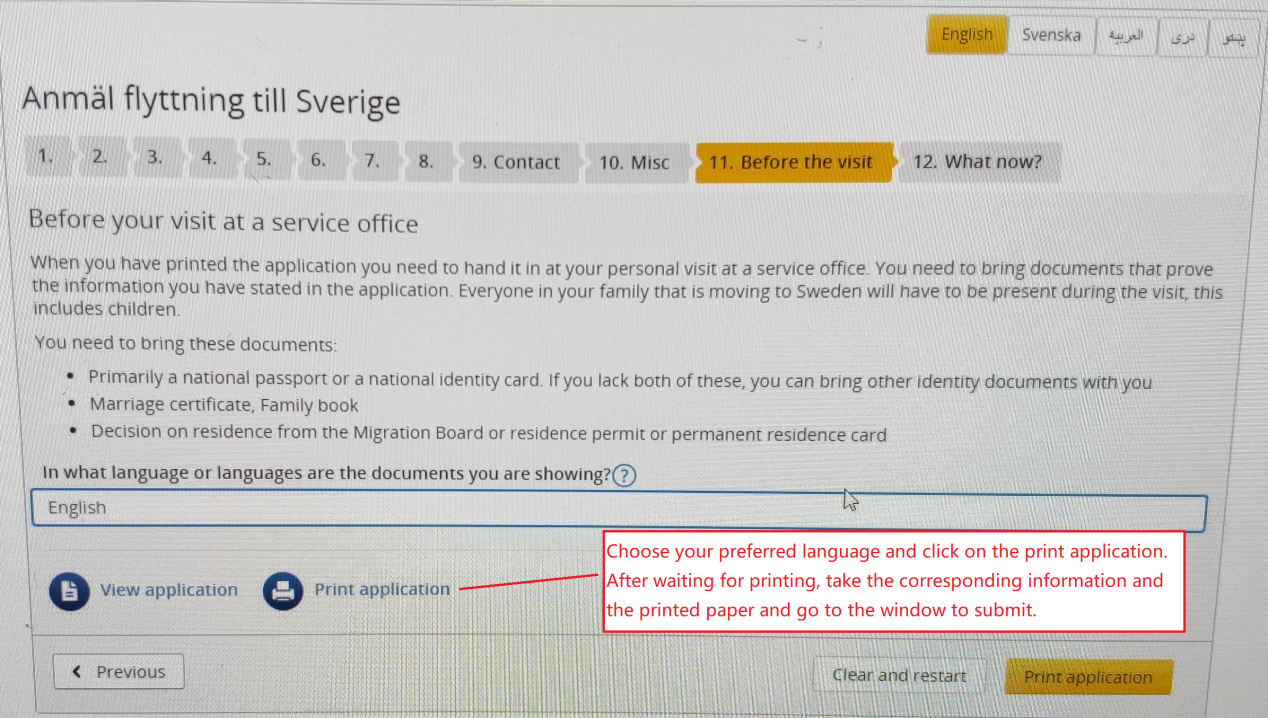 English Svenska العربية دری پښتو
Anmäl flyttning till Sverige
1. 2. 3. 4. 5. 6. 7. 8. 9. Contact 10. Misc 11. Before the visit 12. What now?
Before your visit at a service office
When you have printed the application you need to hand it in at your personal visit at a service office. You need to bring documents that prove
the information you have stated in the application. Everyone in your family that is moving to Sweden will have to be present during the visit, this
includes children.
You need to bring these documents:
• Primarily a national passport or a national identity card. If you lack both of these, you can bring other identity documents with you
• Marriage certificate, Family book
• Decision on residence from the Migration Board or residence permit or permanent residence card
In what language or languages are the documents you are showing? ?
English
Choose your preferred language and click on the print application.
After waiting for printing, take the corresponding information and
the printed paper and go to the window to submit.
View application Print application
Previous Clear and restart Print application